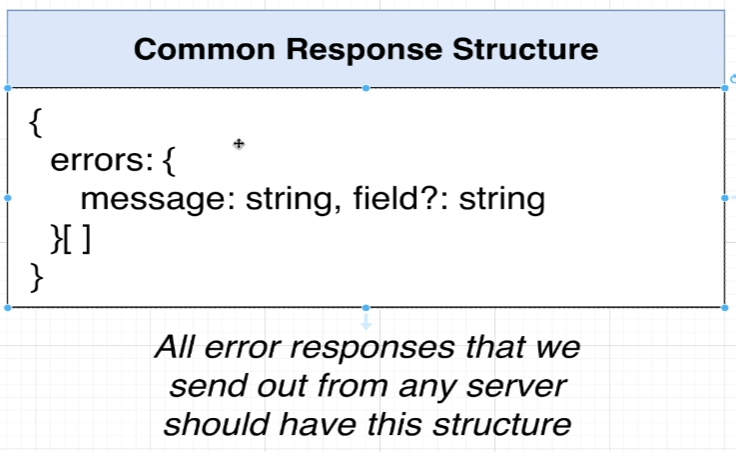 Common Response Structure
{
errors: {
message: string, field?: string
}[ ]
}
All error responses that we
send out from any server
should have this structure